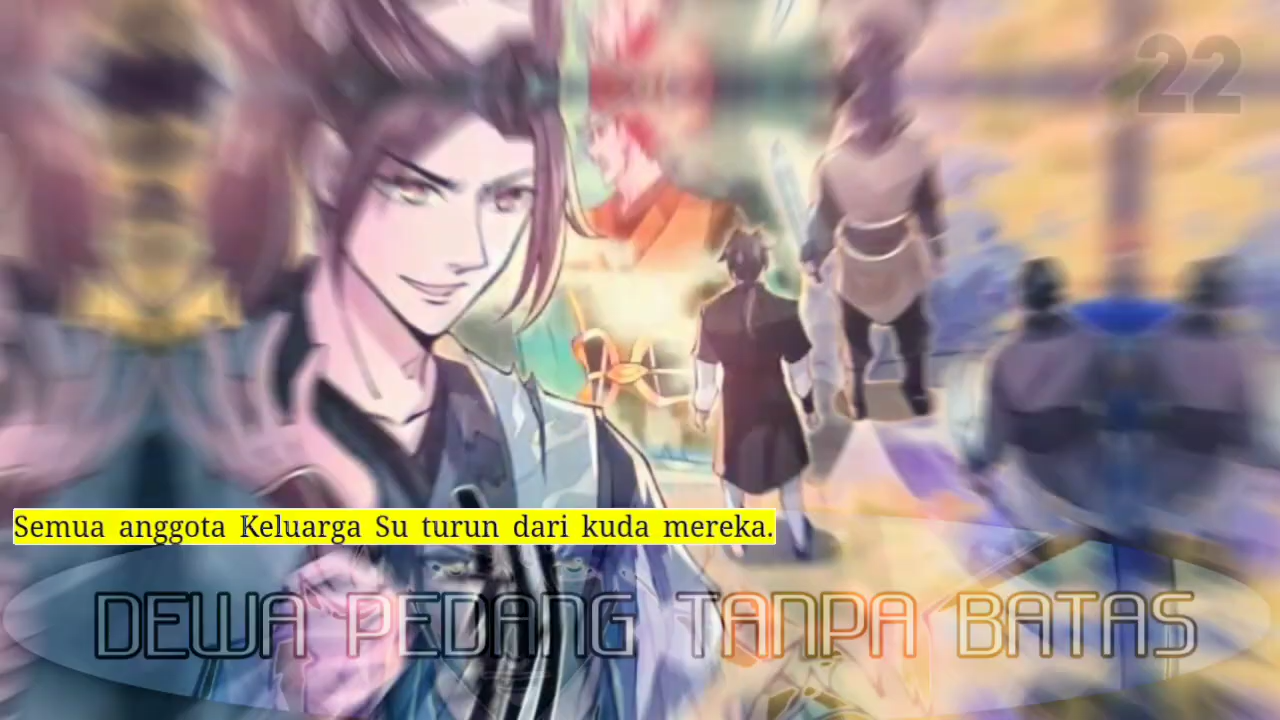 22
Semua anggota Keluarga Su turun dari kuda mereka.
DEWA PEDANG TANPA BATAS